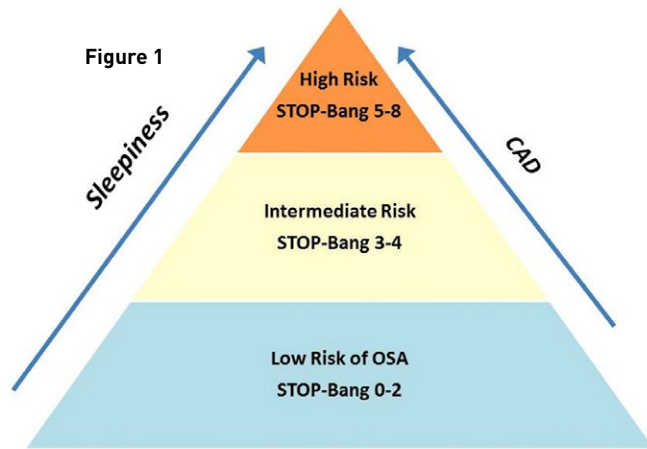 Figure 1
High Risk
STOP-Bang 5-8
Sleepiness
CAD
Intermediate Risk
STOP-Bang 3-4
Low Risk of OSA
STOP-Bang 0-2